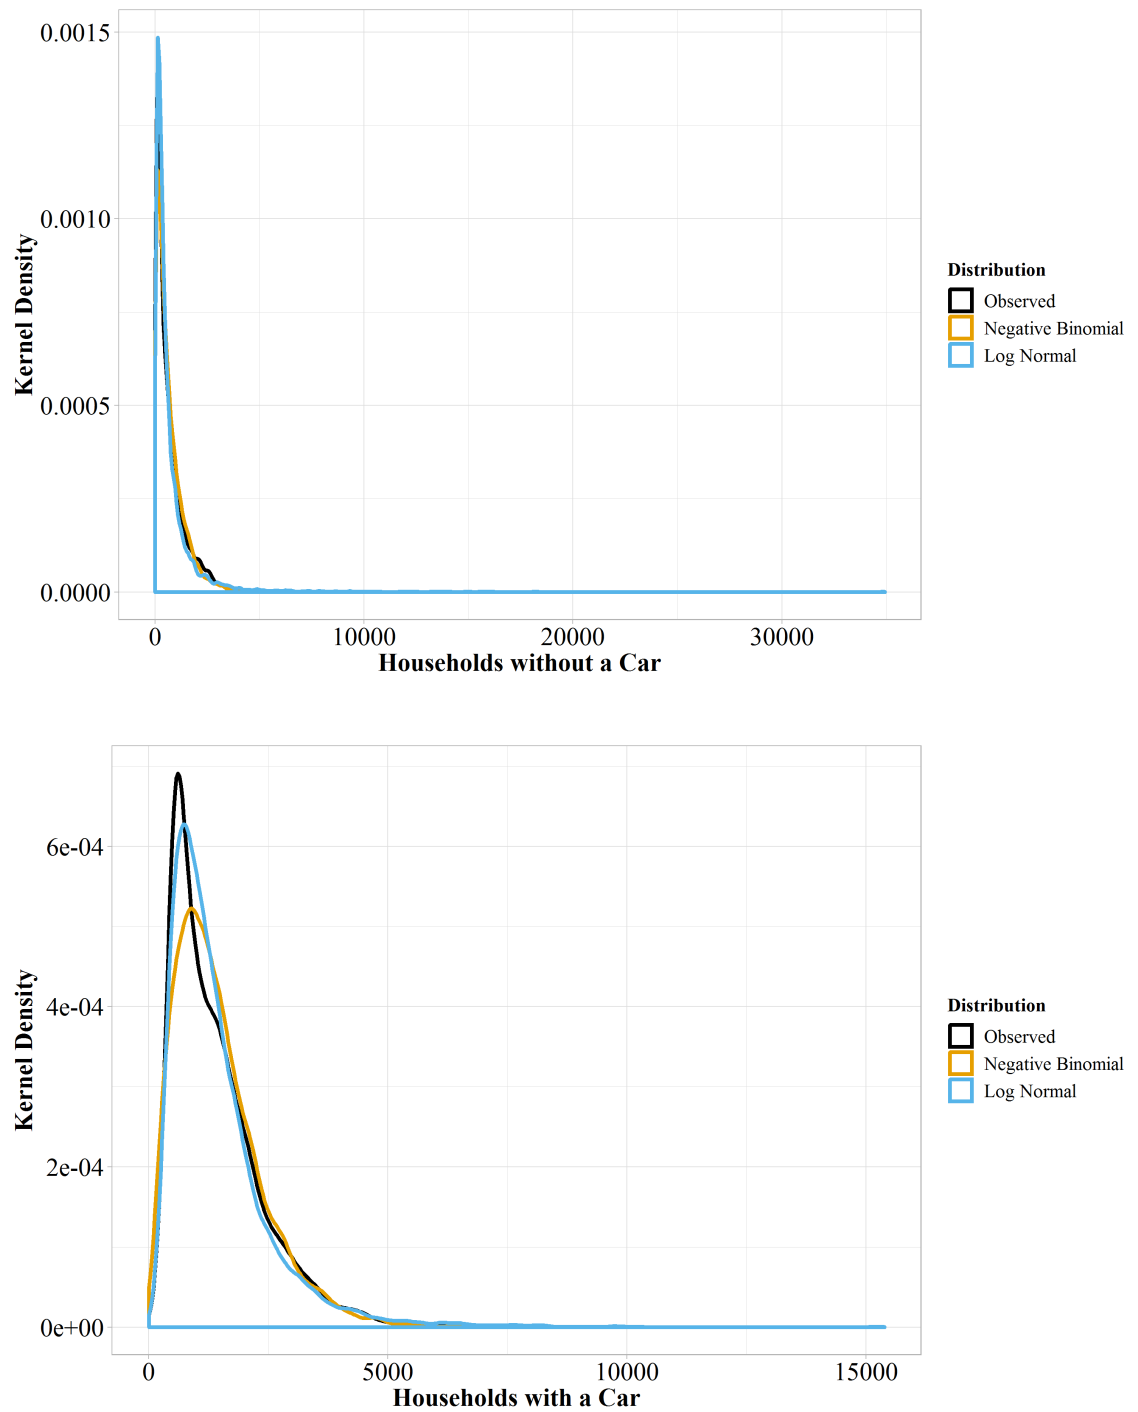 0.0015
0.0010
0.0005
0.0000
Kernel Density
0
10000
20000
30000
Households without a Car
Distribution
Observed
Negative Binomial
Log Normal
6e-04
4e-04
2e-04
0e+00
Kernel Density
0
5000
10000
15000
Households with a Car
Distribution
Observed
Negative Binomial
Log Normal